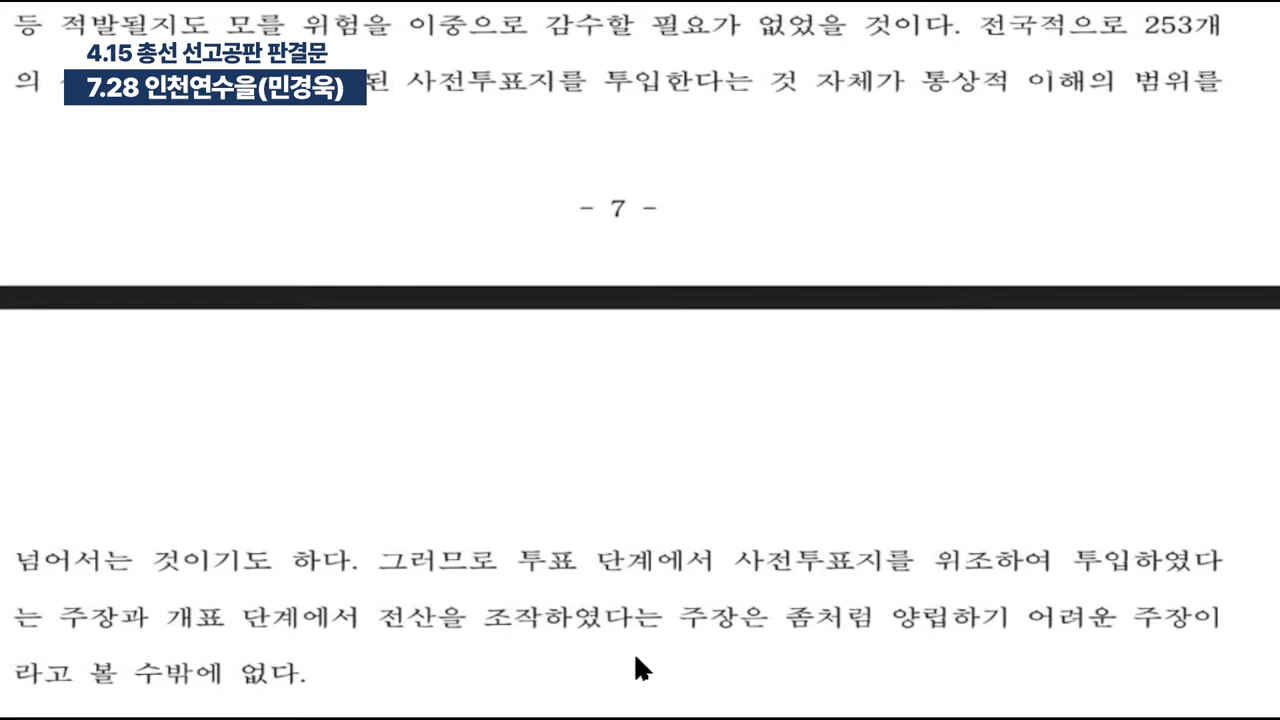 등 적발될지도 모를 위험을 이중으로 감수할 필요가 없었을 것이다. 전국적으로 253개
4.15 총선 선고공판 판결문
7.28 인천연수을(민경욱)
의 된 사전투표지를 투입한다는 것 자체가 통상적 이해의 범위를
- 7 -
넘어서는 것이기도 하다. 그러므로 투표 단계에서 사전투표지를 위조하여 투입하였다
는 주장과 개표 단계에서 전산을 조작하였다는 주장은 좀처럼 양립하기 어려운 주장이
라고 볼 수밖에 없다.